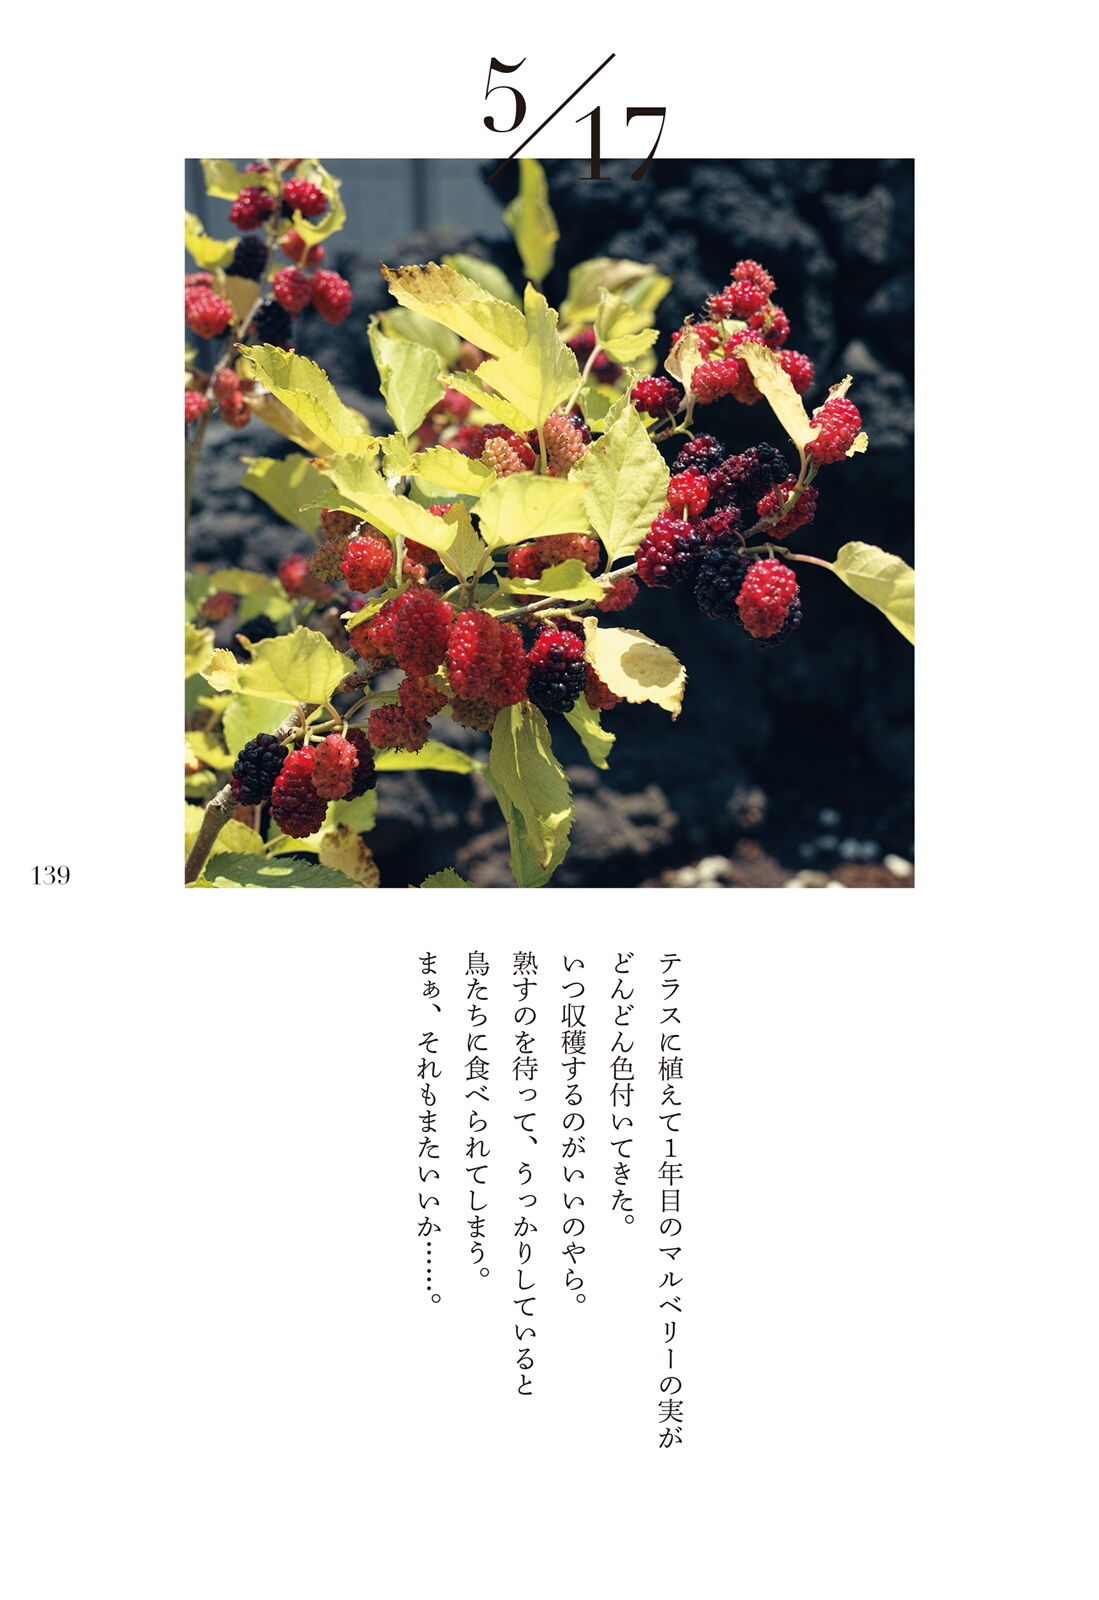 5/17
テラスに植えて1年目のマルベリーの実が
どんどん色付いてきた。
いつ収穫するのがいいのやら。
熟すのを待って、うっかりしていると
鳥たちに食べられてしまう。
まぁ、それもまたいいか……。
139